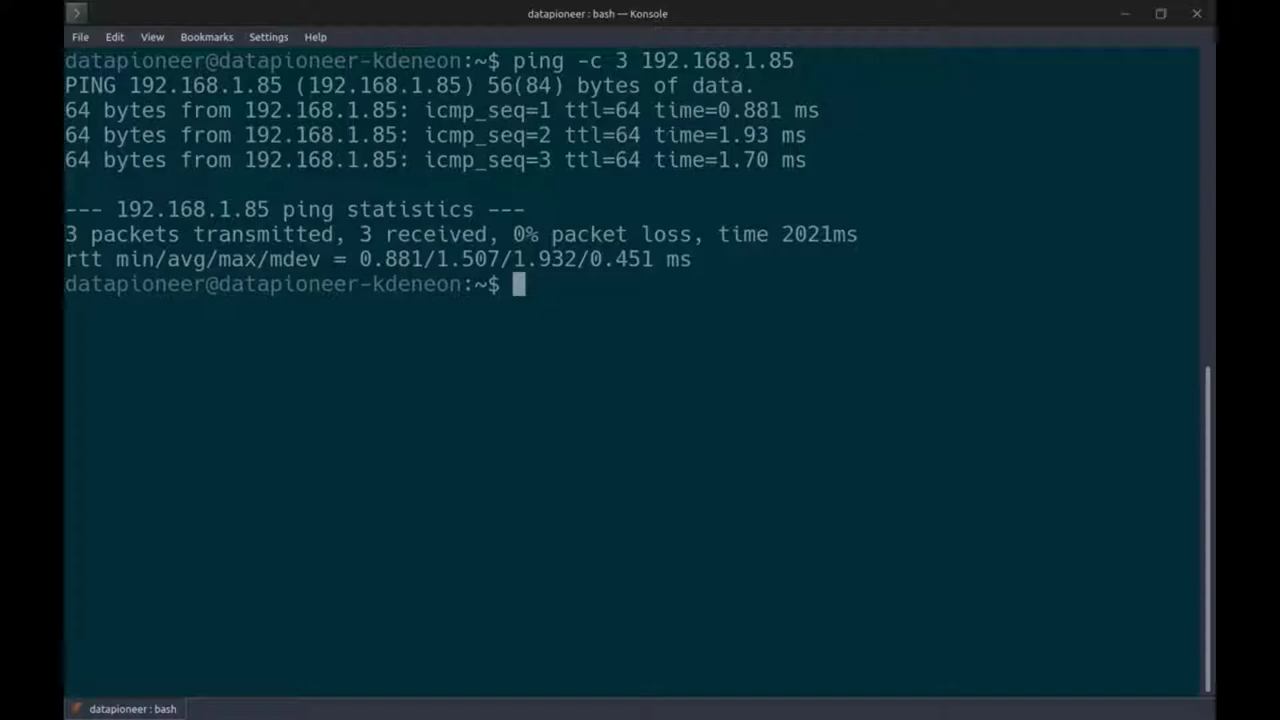 datapioneer : bash — Konsole
File Edit View Bookmarks Settings Help
datapioneer@datapioneer-kdeneon:~$ ping -c 3 192.168.1.85
PING 192.168.1.85 (192.168.1.85) 56(84) bytes of data.
64 bytes from 192.168.1.85: icmp_seq=1 ttl=64 time=0.881 ms
64 bytes from 192.168.1.85: icmp_seq=2 ttl=64 time=1.93 ms
64 bytes from 192.168.1.85: icmp_seq=3 ttl=64 time=1.70 ms
--- 192.168.1.85 ping statistics ---
3 packets transmitted, 3 received, 0% packet loss, time 2021ms
rtt min/avg/max/mdev = 0.881/1.507/1.932/0.451 ms
datapioneer@datapioneer-kdeneon:~$
datapioneer : bash